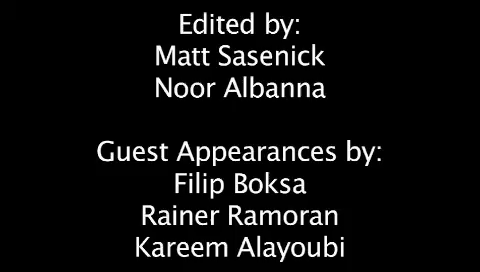 Edited by:
Matt Sasenick
Noor Albanna
Guest Appearances by:
Filip Boksa
Rainer Ramoran
Kareem Alayoubi